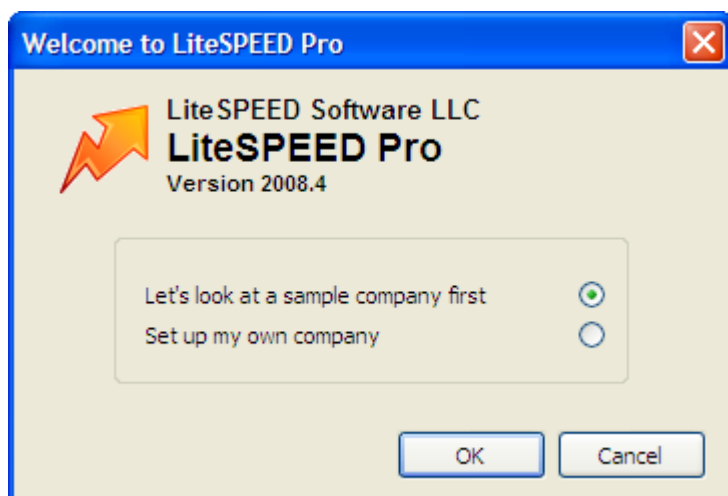 Welcome to LiteSPEED Pro
LiteSPEED Software LLC
LiteSPEED Pro
Version 2008.4
Let's look at a sample company first
Set up my own company
OK Cancel